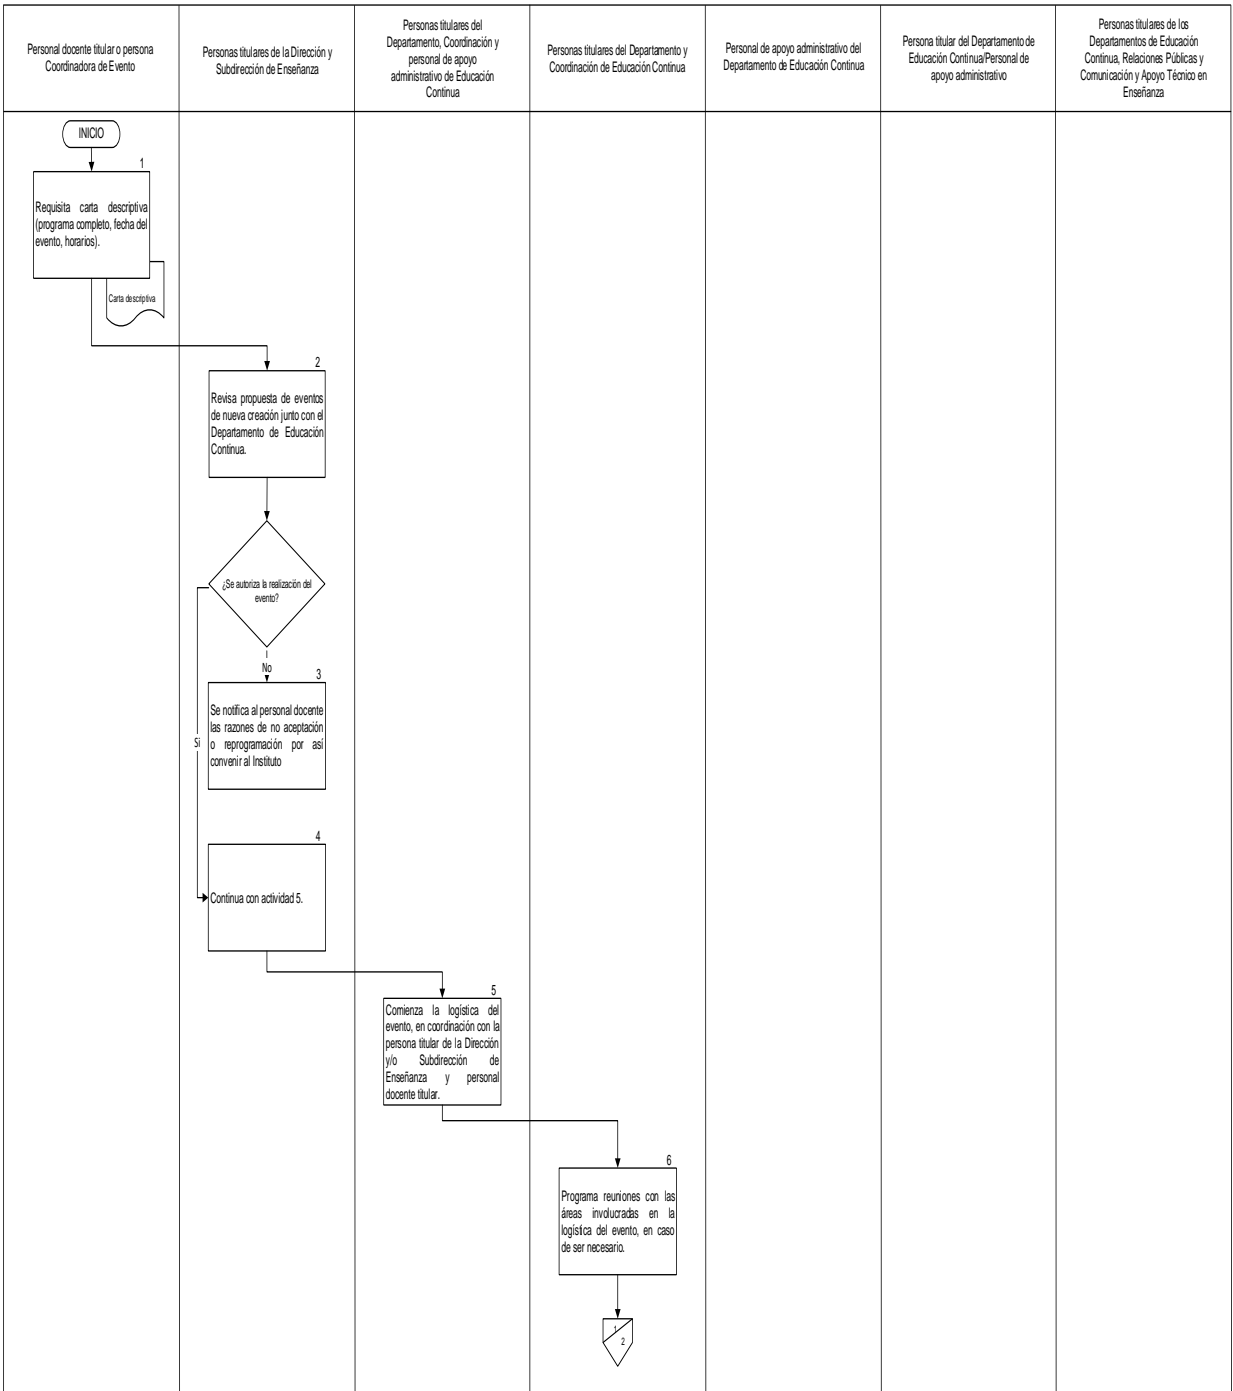 Personal docente titular o persona
Coordinadora de Evento
Personas titulares de la Dirección y
Subdirección de Enseñanza
Personas titulares del
Departamento, Coordinación y
personal de apoyo
administrativo de Educación
Continua
Personas titulares del Departamento y
Coordinación de Educación Continua
Personal de apoyo administrativo del
Departamento de Educación Continua
Persona titular del Departamento de
Educación Continua/Personal de
apoyo administrativo
Personas titulares de los
Departamentos de Educación
Continua, Relaciones Públicas y
Comunicación y Apoyo Técnico en
Enseñanza
INICIO
1
Requisita carta descriptiva
(programa completo, fecha del
evento, horarios).
Carta descriptiva
2
Revisa propuesta de eventos
de nueva creación junto con el
Departamento de Educación
Continua.
¿Se autoriza la realización del
evento?
No
3
Se notifica al personal docente
las razones de no aceptación
o reprogramación por así
convenir al Instituto
Si
4
Continua con actividad 5.
5
Comienza la logística del
evento, en coordinación con la
persona titular de la Dirección
y/o Subdirección de
Enseñanza y personal
docente titular.
6
Programa reuniones con las
áreas involucradas en la
logística del evento, en caso
de ser necesario.
1
2